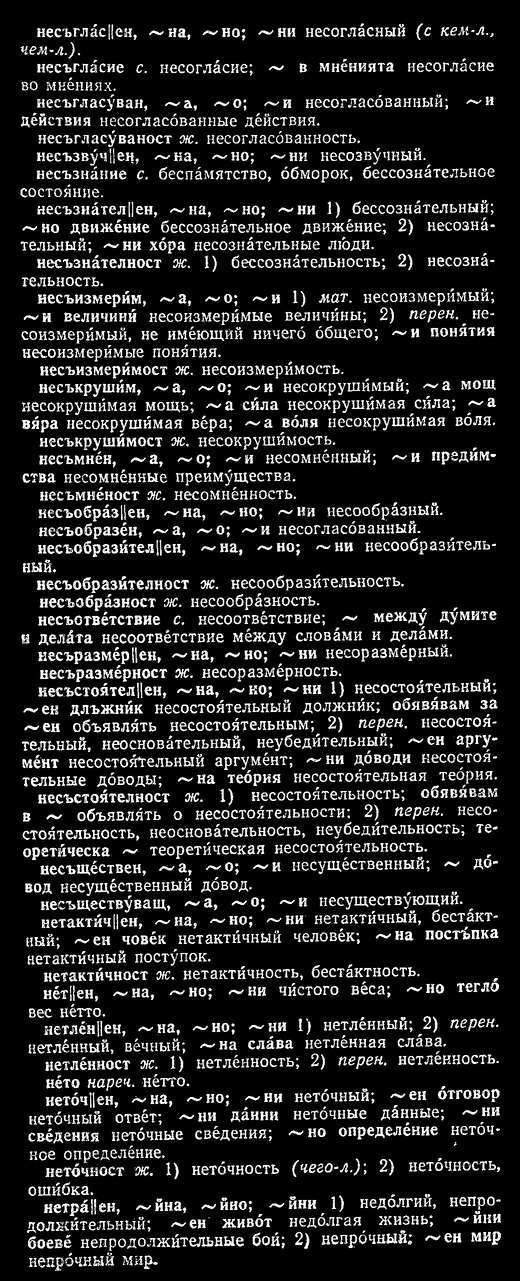 несъгла́с||ен, ~на, ~но; ~ни несогла́сный (с кем-л.,
чем-л.).
несъгла́сие с. несогла́сие; ~ в мне́нията несогла́сие
во мне́ниях.
несъгласу́ван, ~а, ~о; ~и несогласо́ванный; ~и
де́йствия несогласо́ванные де́йствия.
несъгласу́ваност ж. несогласо́ванность.
несъзву́ч||ен, ~на, ~но; ~ни несозву́чный.
несъзна́ние с. беспа́мятство, о́бморок, бессозна́тельное
состоя́ние.
несъзна́тел||ен, ~на, ~но; ~ни 1) бессозна́тельный;
~но движе́ние бессозна́тельное движе́ние; 2) несозна́-
тельный; ~ни хо́ра несозна́тельные лю́ди.
несъзна́телност ж. 1) бессозна́тельность; 2) несозна́-
тельность.
несъизмери́м, ~а, ~о; ~и 1) мат. несоизмери́мый;
~и величини́ несоизмери́мые величи́ны; 2) перен. не-
соизмери́мый, не име́ющий ничего́ о́бщего; ~и поня́тия
несоизмери́мые поня́тия.
несъизмери́мост ж. несоизмери́мость.
несъкруши́м, ~а, ~о; ~и несокруши́мый; ~а мощ
несокруши́мая мощь; ~а си́ла несокруши́мая си́ла; ~а
вя́ра несокруши́мая ве́ра; ~а во́ля несокруши́мая во́ля.
несъкруши́мост ж. несокруши́мость.
несъмне́н, ~а, ~о; ~и несомне́нный; ~и преди́м-
ства несомне́нные преиму́щества.
несъмне́ност ж. несомне́нность.
несъобра́з||ен, ~на, ~но; ~ни несообра́зный.
несъобразе́н, ~а, ~о; ~и несогласо́ванный.
несъобрази́тел||ен, ~на, ~но; ~ни несообрази́тель-
ный.
несъобрази́телност ж. несообрази́тельность.
несъобра́зност ж. несообра́зность.
несъотве́тствие с. несоотве́тствие; ~ между́ ду́мите
и дела́та несоотве́тствие ме́жду слова́ми и дела́ми.
несъразме́р||ен, ~на, ~но; ~ни несоразме́рный.
несъразме́рност ж. несоразме́рность.
несъстоя́тел||ен, ~на, ~но; ~ни 1) несостоя́тельный;
~ен длъжни́к несостоя́тельный должни́к; обявя́вам за
~ен объявля́ть несостоя́тельным; 2) перен. несостоя́-
тельный, неоснова́тельный, неубеди́тельный; ~ен аргу-
ме́нт несостоя́тельный аргуме́нт; ~ни до́води несостоя́-
тельные до́воды; ~на тео́рия несостоя́тельная тео́рия.
несъстоя́телност ж. 1) несостоя́тельность; обявя́вам
в ~ объявля́ть о несостоя́тельности; 2) перен. несо-
стоя́тельность, неоснова́тельность, неубеди́тельность; те-
орети́ческа ~ теорети́ческая несостоя́тельность.
несъще́ствен, ~а, ~о; ~и несуще́ственный; ~ до́-
вод несуще́ственный до́вод.
несъществу́ващ, ~а, ~о; ~и несуществу́ющий.
нетакти́ч||ен, ~на, ~но; ~ни нетакти́чный, беста́кт-
ный; ~ен чове́к нетакти́чный челове́к; ~на постъ́пка
нетакти́чный посту́пок.
нетакти́чност ж. нетакти́чность, беста́ктность.
не́т||ен, ~на, ~но; ~ни чи́стого ве́са; ~но тегло́
вес не́тто.
нетле́н||ен, ~на, ~но; ~ни 1) нетле́нный; 2) перен.
нетле́нный, ве́чный; ~на сла́ва нетле́нная сла́ва.
нетле́нност ж. 1) нетле́нность; 2) перен. нетле́нность.
не́то нареч. не́тто.
нето́ч||ен, ~на, ~но; ~ни нето́чный; ~ен о́тговор
нето́чный отве́т; ~ни да́нни нето́чные да́нные; ~ни
све́дения нето́чные све́дения; ~но определе́ние нето́ч-
ное определе́ние.
нето́чност ж. 1) нето́чность (чего-л.); 2) нето́чность,
оши́бка.
нетра́||ен, ~йна, ~йно; ~йни 1) недо́лгий, непро-
должи́тельный; ~ен живо́т недо́лгая жизнь; ~йни
боеве́ непродолжи́тельные бои́; 2) непро́чный; ~ен мир
непро́чный мир.